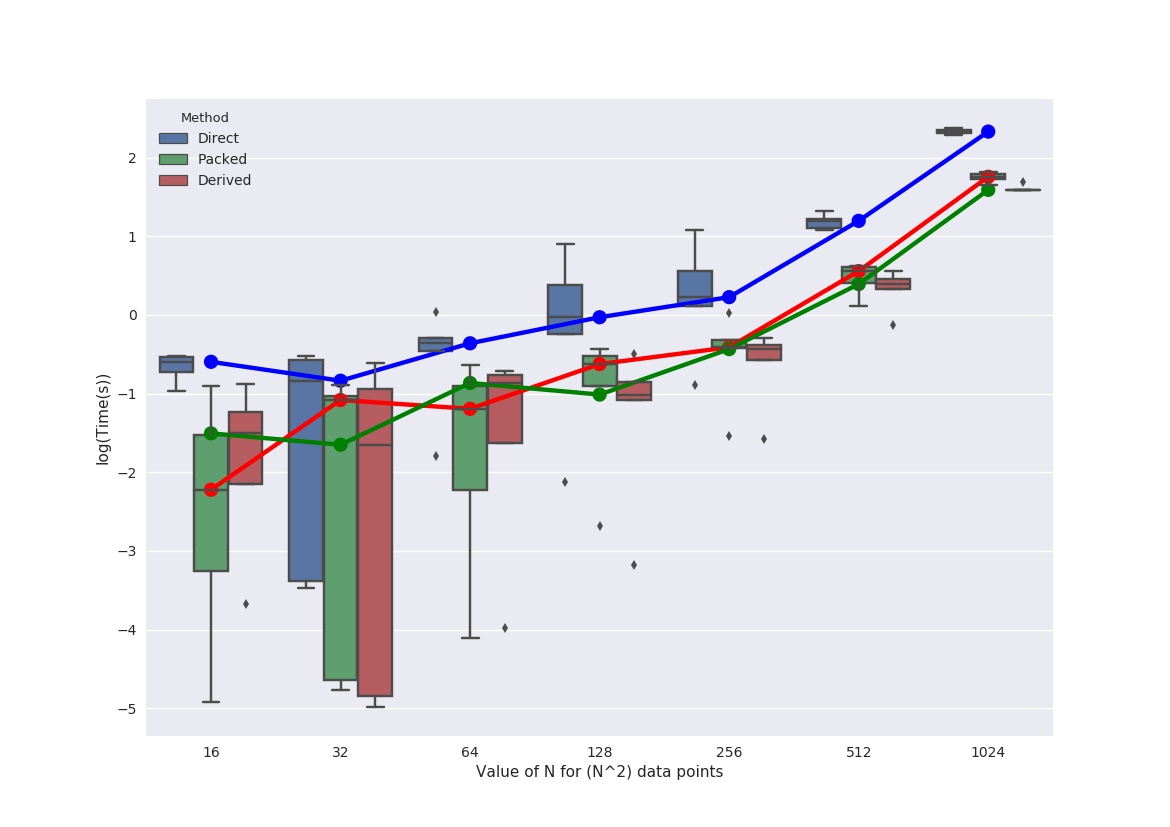 Method
Direct
Packed
Derived
2
1
0
−1
−2
−3
−4
−5
log(Time(s))
16 32 64 128 256 512 1024
Value of N for (N^2) data points